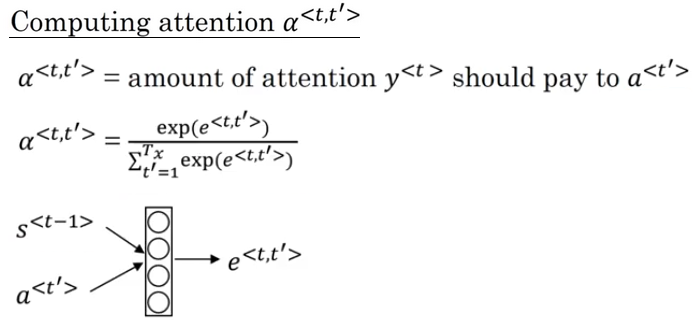 Computing attention α<t,t′>
α<t,t′> = amount of attention y<t> should pay to a<t′>
α<t,t′> = exp(e<t,t′>) / Σ_{t′=1}^{Tx} exp(e<t,t′>)
s<t−1>
a<t′>
e<t,t′>